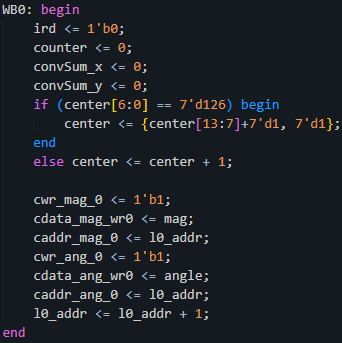 WB0: begin
ird <= 1'b0;
counter <= 0;
convSum_x <= 0;
convSum_y <= 0;
if (center[6:0] == 7'd126) begin
center <= {center[13:7]+7'd1, 7'd1};
end
else center <= center + 1;
cwr_mag_0 <= 1'b1;
cdata_mag_wr0 <= mag;
caddr_mag_0 <= l0_addr;
cwr_ang_0 <= 1'b1;
cdata_ang_wr0 <= angle;
caddr_ang_0 <= l0_addr;
l0_addr <= l0_addr + 1;
end